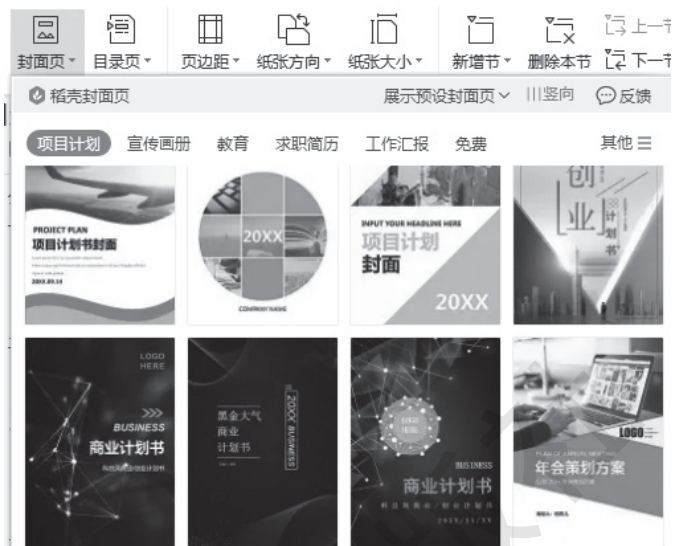 上一节
封面页 目录页 页边距 纸张方向 纸张大小 新增节 删除本节 下一节
稻壳封面页 展示预设封面页 竖向 反馈
项目计划 宣传画册 教育 求职简历 工作汇报 免费 其他
PROJECT PLAN
项目计划书封面
20XX.09.14
20XX
COMPANY NAME
INPUT YOUR HEADLINE HERE
项目计划
封面
20XX
创
业
计划书
LOGO
HERE
>>>
BUSINESS
商业计划书
黑金大气
商业
计划书
20XX BUSINESS
LOGO
HERE
BUSINESS
商业计划书
LOGO
PLAN OF ANNUAL MEETING
年会策划方案